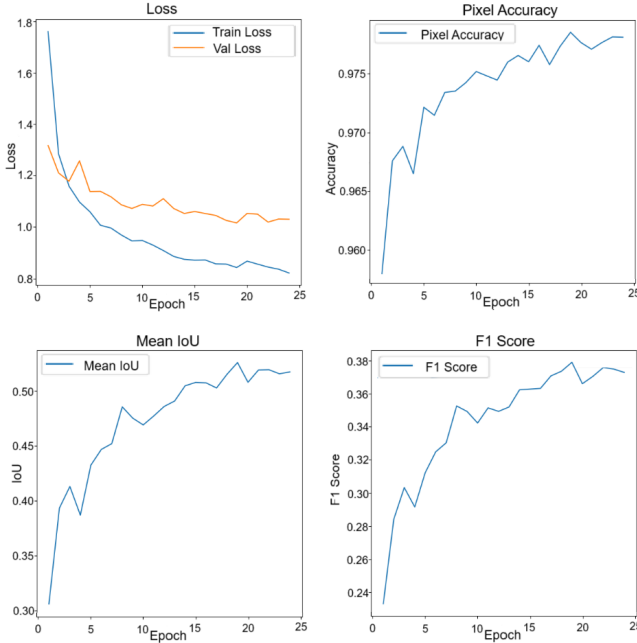 Loss
Train Loss
Val Loss
1.8
1.6
1.4
1.2
1.0
0.8
Loss
0 5 10 15 20 25
Epoch
Pixel Accuracy
Pixel Accuracy
0.975
0.970
0.965
0.960
Accuracy
0 5 10 15 20 25
Epoch
Mean IoU
Mean IoU
0.50
0.45
0.40
0.35
0.30
IoU
0 5 10 15 20 25
Epoch
F1 Score
F1 Score
0.38
0.36
0.34
0.32
0.30
0.28
0.26
0.24
F1 Score
0 5 10 15 20 25
Epoch